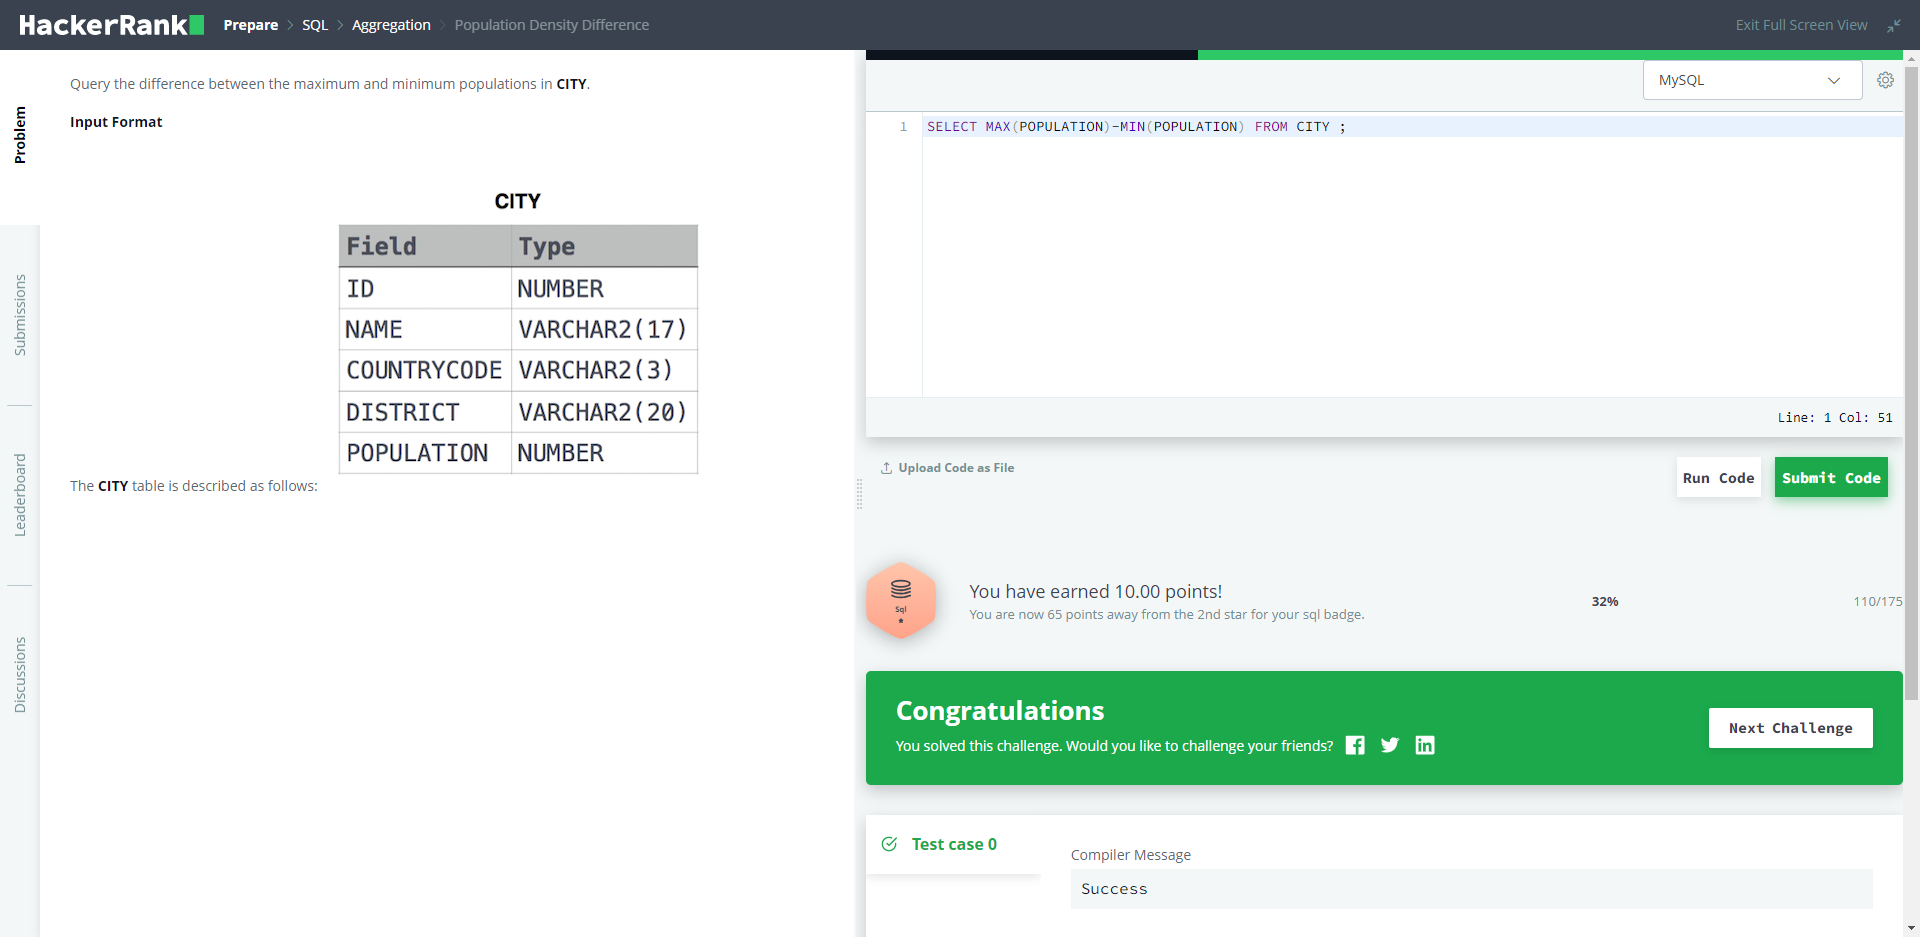 HackerRank
Prepare > SQL > Aggregation > Population Density Difference
Exit Full Screen View
Problem
Submissions
Leaderboard
Discussions
Query the difference between the maximum and minimum populations in CITY.
Input Format
CITY
Field Type
ID NUMBER
NAME VARCHAR2(17)
COUNTRYCODE VARCHAR2(3)
DISTRICT VARCHAR2(20)
POPULATION NUMBER
The CITY table is described as follows:
MySQL
1 SELECT MAX(POPULATION)-MIN(POPULATION) FROM CITY ;
Line: 1 Col: 51
Upload Code as File
Run Code
Submit Code
Sql
You have earned 10.00 points!
You are now 65 points away from the 2nd star for your sql badge.
32%
110/175
Congratulations
You solved this challenge. Would you like to challenge your friends?
Next Challenge
Test case 0
Compiler Message
Success